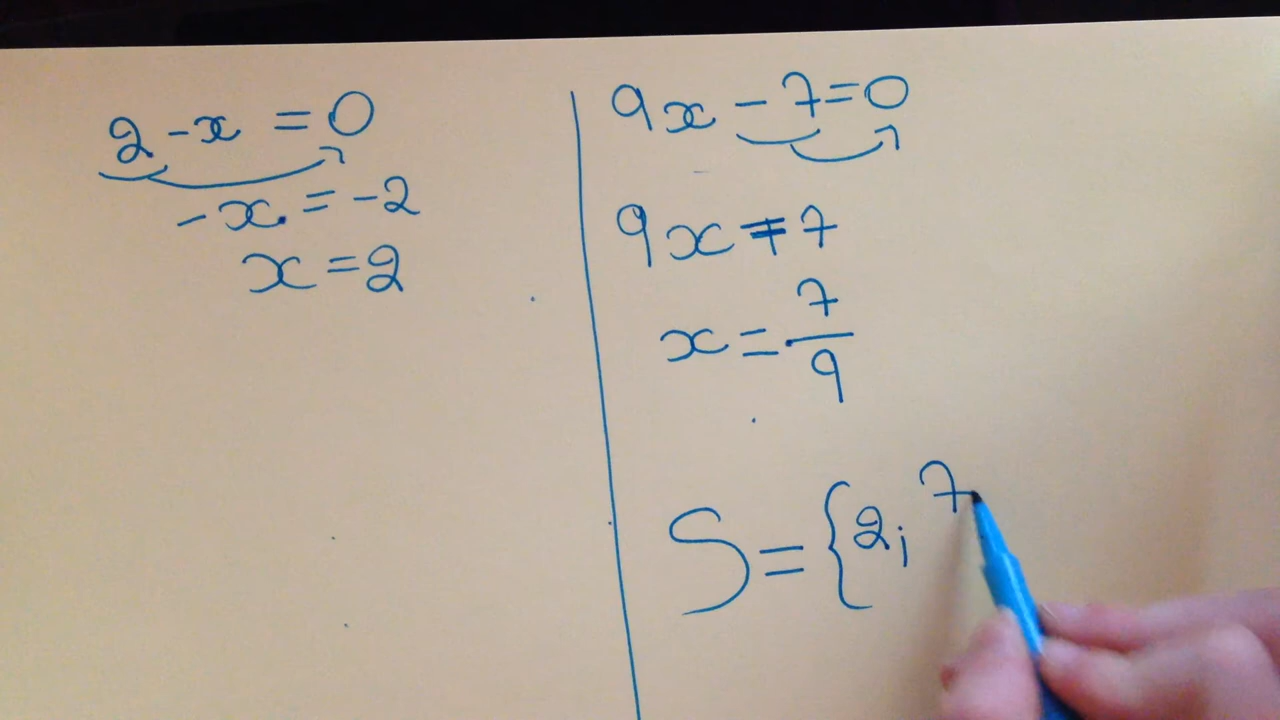 2 - x = 0
-x = -2
x = 2
9x - 7 = 0
9x = 7
x = 7/9
S = {2; 7